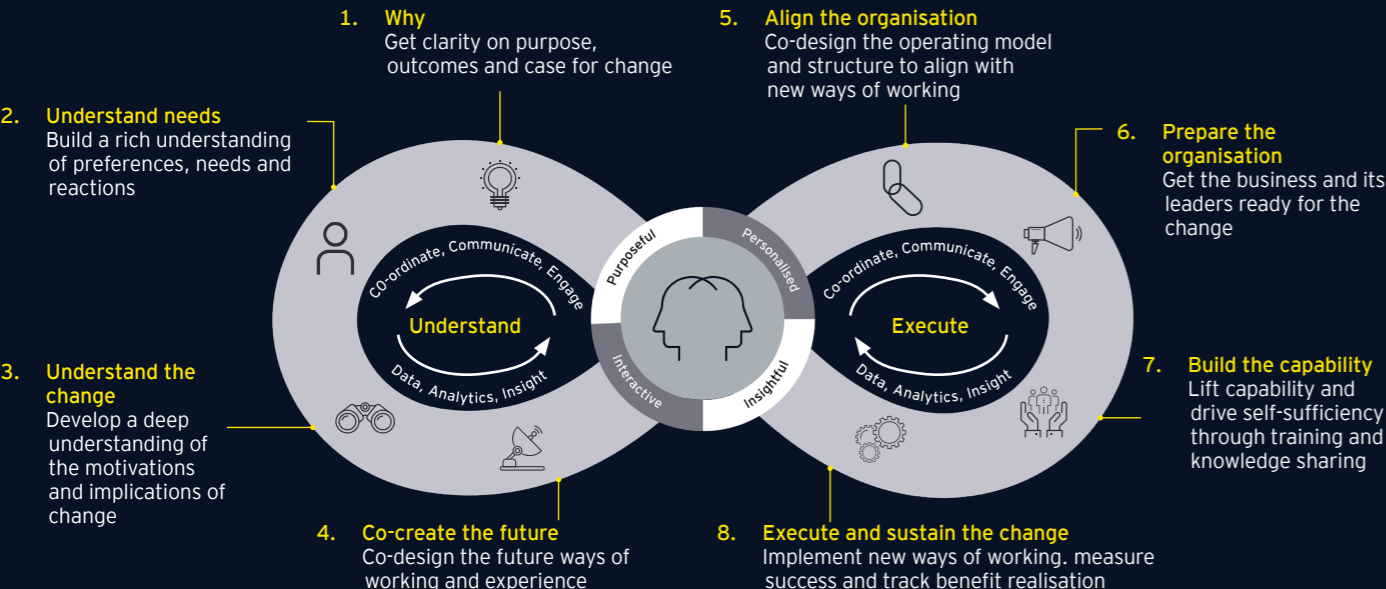 1. Why
Get clarity on purpose,
outcomes and case for change
2. Understand needs
Build a rich understanding
of preferences, needs and
reactions
3. Understand the
change
Develop a deep
understanding of
the motivations
and implications of
change
4. Co-create the future
Co-design the future ways of
working and experience
5. Align the organisation
Co-design the operating model
and structure to align with
new ways of working
6. Prepare the
organisation
Get the business and its
leaders ready for the
change
7. Build the capability
Lift capability and
drive self-sufficiency
through training and
knowledge sharing
8. Execute and sustain the change
Implement new ways of working. measure
success and track benefit realisation
CO-ordinate, Communicate, Engage
Understand
Data, Analytics, Insight
Purposeful
Personalised
Interactive
Insightful
Co-ordinate, Communicate, Engage
Execute
Data, Analytics, Insight